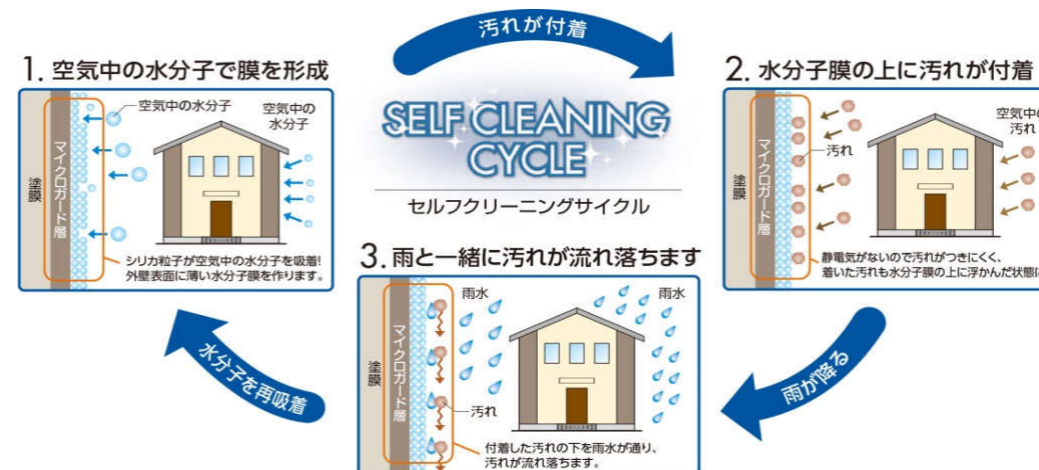 汚れが付着
1. 空気中の水分子で膜を形成
空気中の水分子
空気中の
水分子
マイクロガード層
塗膜
シリカ粒子が空気中の水分子を吸着!
外壁表面に薄い水分子膜を作ります。
SELF CLEANING
CYCLE
セルフクリーニングサイクル
2. 水分子膜の上に汚れが付着
空気中の
汚れ
汚れ
マイクロガード層
塗膜
静電気がないので汚れがつきにくく、
着いた汚れも水分子膜の上に浮かんだ状態に
雨が降る
3. 雨と一緒に汚れが流れ落ちます
雨水
雨水
マイクロガード層
塗膜
汚れ
付着した汚れの下を雨水が通り、
汚れが流れ落ちます。
水分子を再吸着